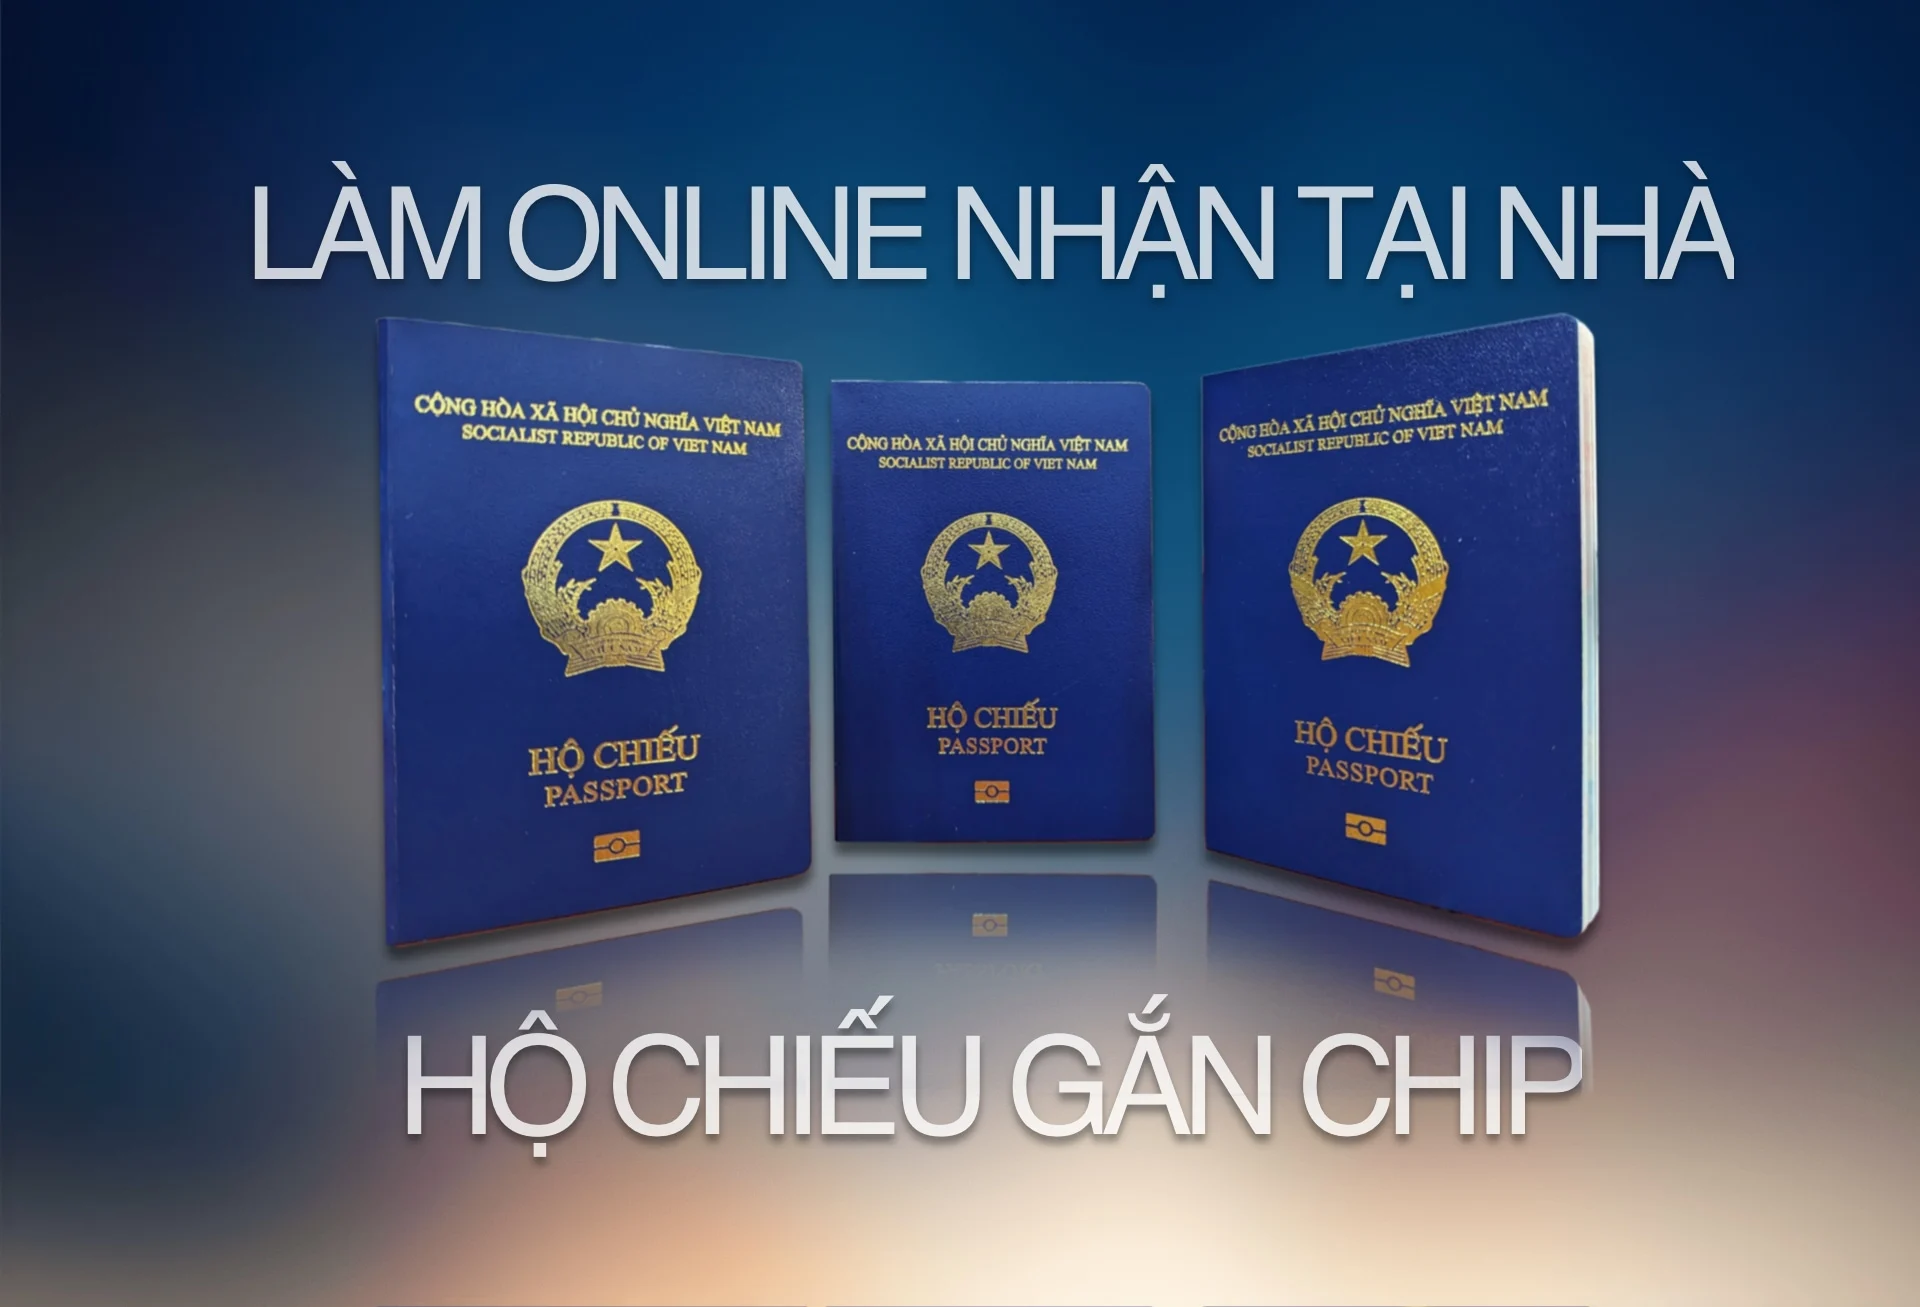 LÀM ONLINE NHẬN TẠI NHÀ
CỘNG HÒA XÃ HỘI CHỦ NGHĨA VIỆT NAM
SOCIALIST REPUBLIC OF VIET NAM
HỘ CHIẾU
PASSPORT
CỘNG HÒA XÃ HỘI CHỦ NGHĨA VIỆT NAM
SOCIALIST REPUBLIC OF VIET NAM
HỘ CHIẾU
PASSPORT
CỘNG HÒA XÃ HỘI CHỦ NGHĨA VIỆT NAM
SOCIALIST REPUBLIC OF VIET NAM
HỘ CHIẾU
PASSPORT
HỘ CHIẾU GẮN CHIP